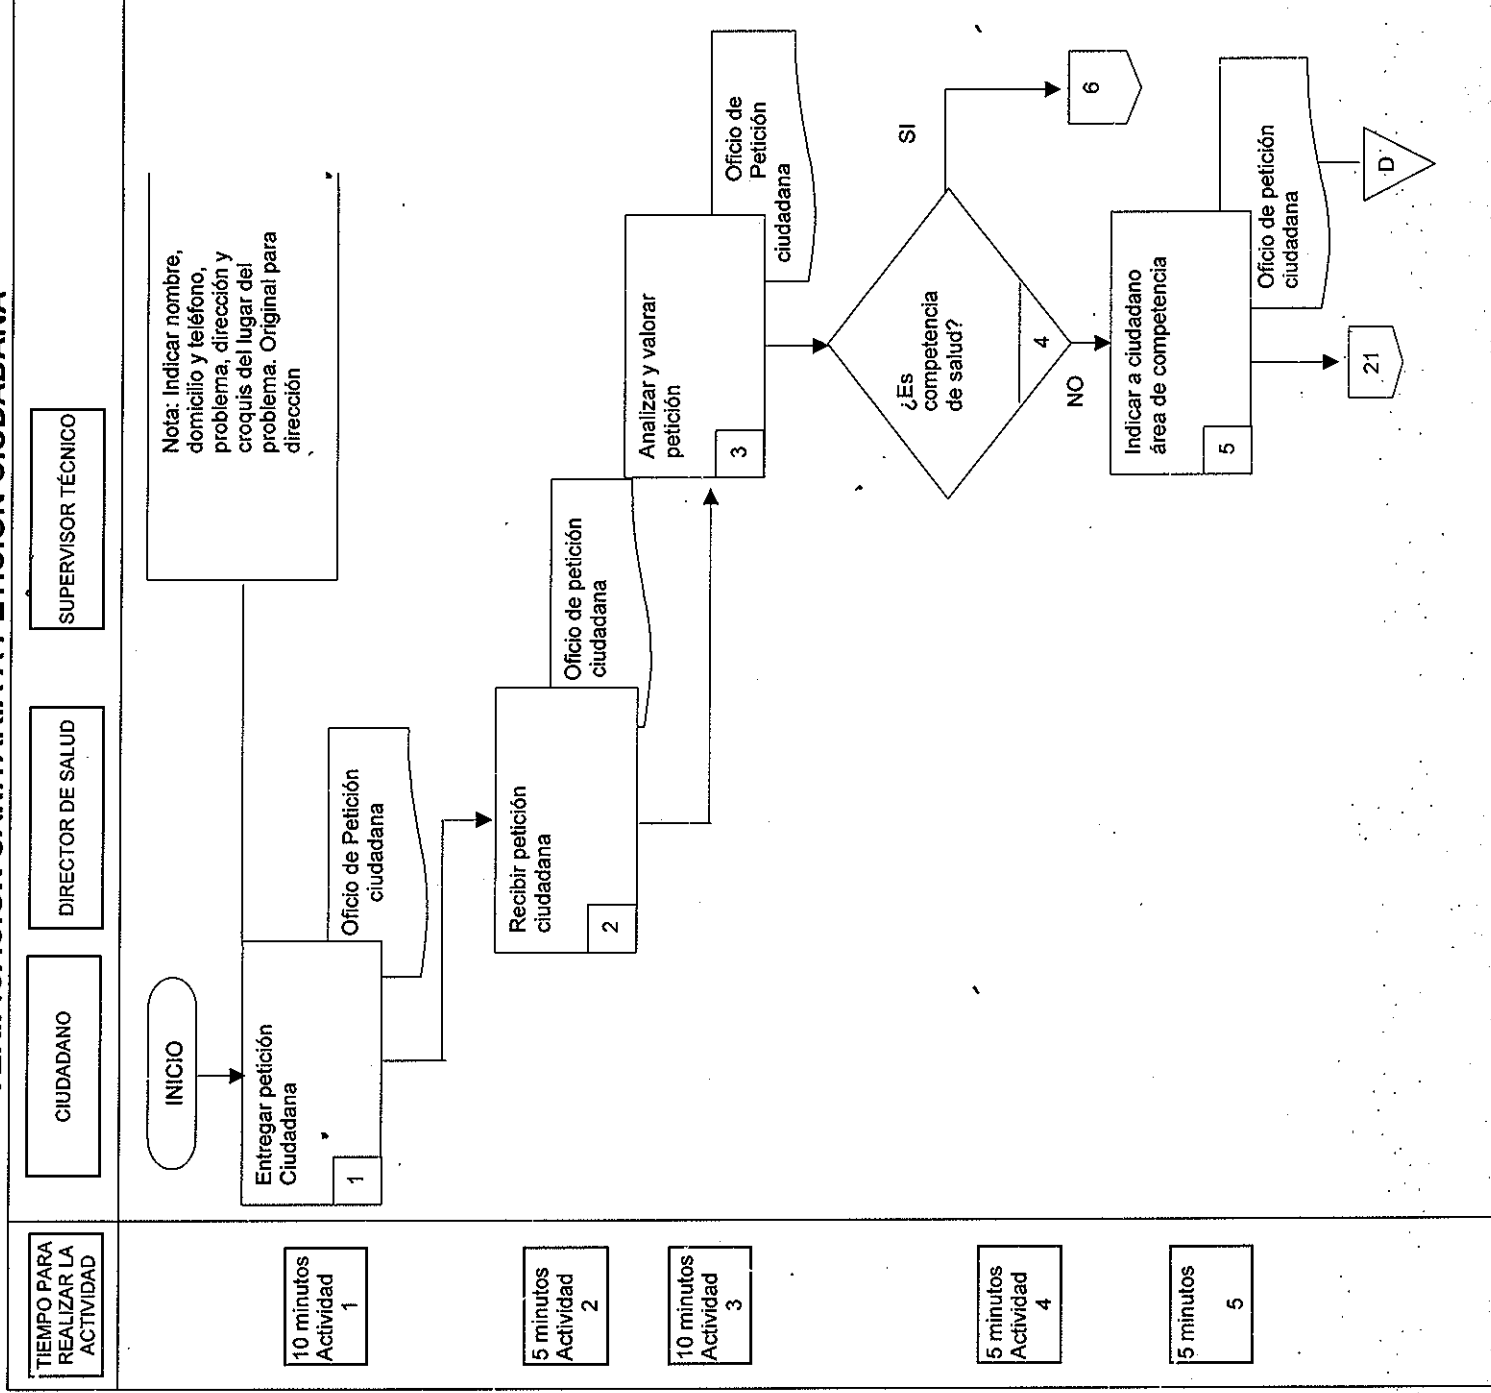 CIUDADANA
TIEMPO PARA
REALIZAR LA
ACTIVIDAD
CIUDADANO
DIRECTOR DE SALUD
SUPERVISOR TÉCNICO
INICIO
Nota: Indicar nombre,
domicilio y teléfono,
problema, dirección y
croquis del lugar del
problema. Original para
dirección
10 minutos
Actividad
1
Entregar petición
Ciudadana
1
Oficio de Petición
ciudadana
5 minutos
Actividad
2
Recibir petición
ciudadana
2
Oficio de petición
ciudadana
10 minutos
Actividad
3
Analizar y valorar
petición
3
Oficio de
Petición
ciudadana
5 minutos
Actividad
4
¿Es
competencia
de salud?
4
SI
6
NO
5 minutos
5
Indicar a ciudadano
área de competencia
5
Oficio de petición
ciudadana
21
D